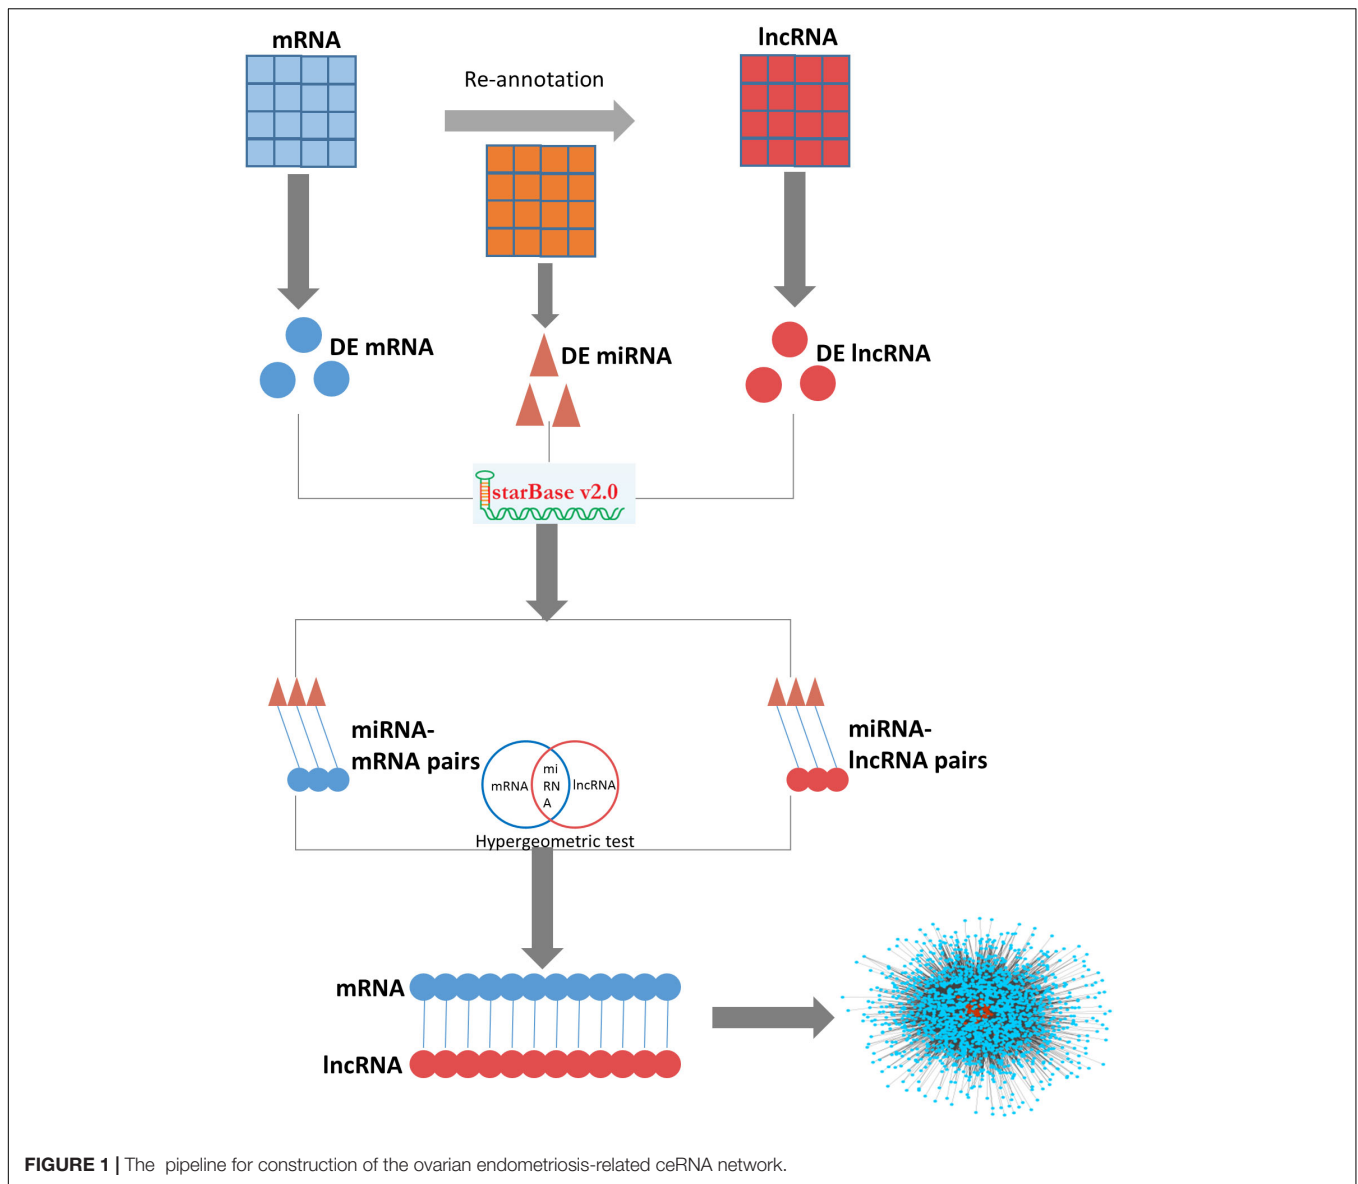 mRNA
lncRNA
Re-annotation
DE mRNA
DE miRNA
DE lncRNA
starBase v2.0
miRNA-
mRNA pairs
miRNA-
lncRNA pairs
mRNA
mi
RN
A
lncRNA
Hypergeometric test
mRNA
lncRNA
FIGURE 1 | The pipeline for construction of the ovarian endometriosis-related ceRNA network.